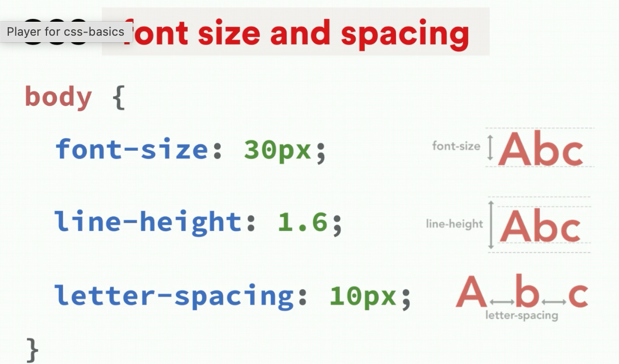 Player for css-basics
font size and spacing
body {
font-size: 30px;
font-size
Abc
line-height: 1.6;
line-height
Abc
letter-spacing: 10px;
A b c
letter-spacing
}